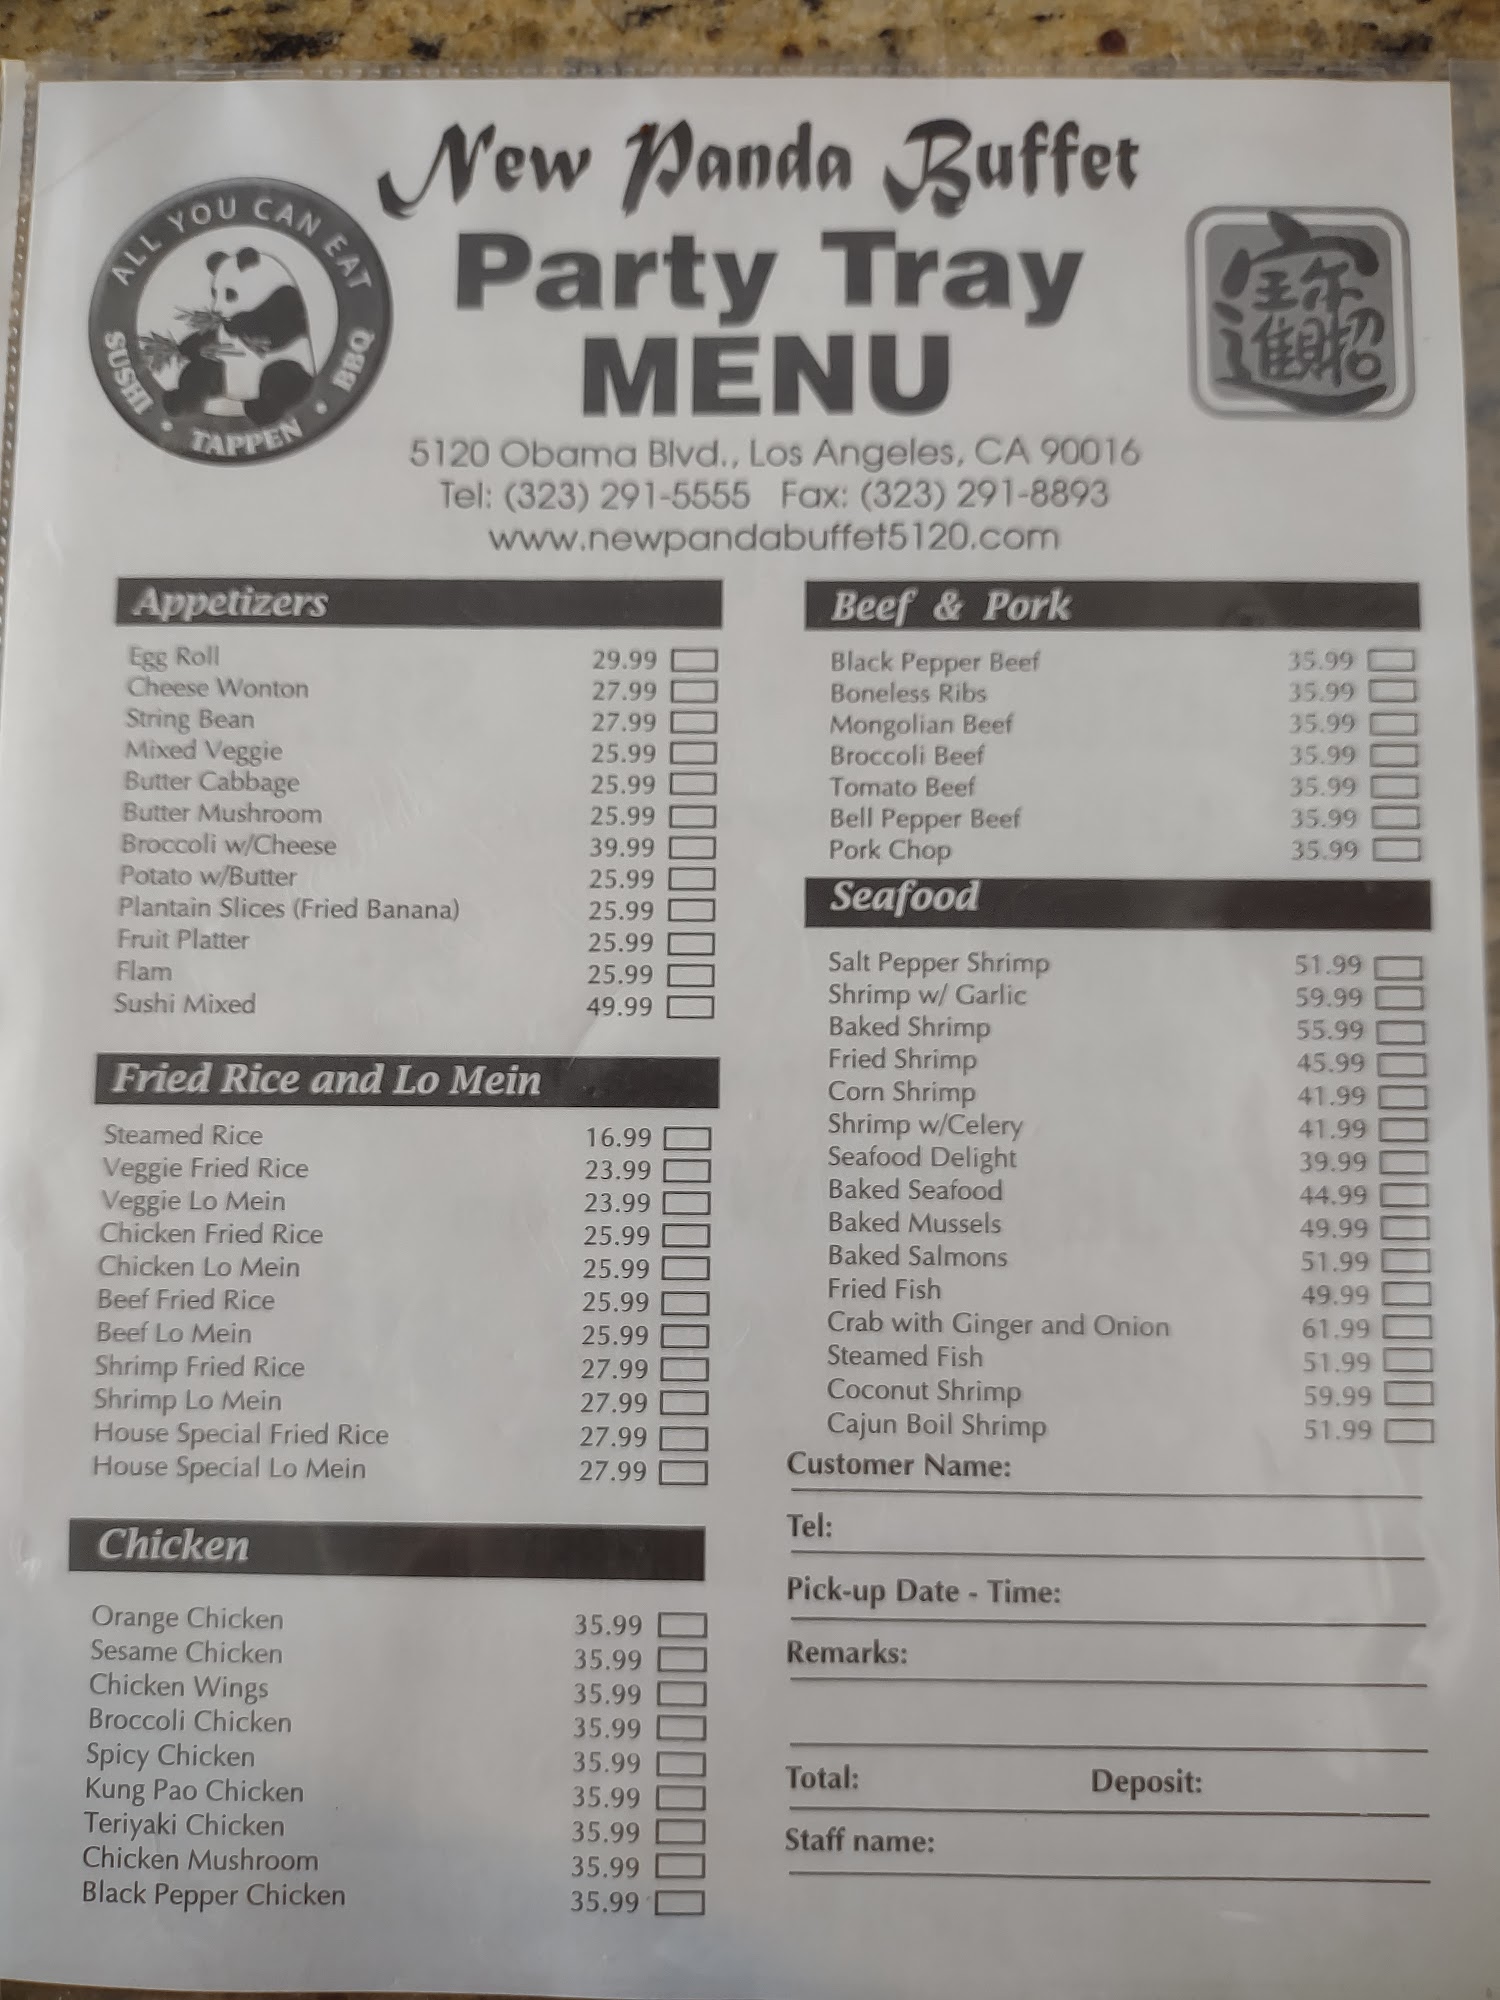 New Panda Buffet
Party Tray
MENU
ALL YOU CAN EAT
SUSHI • TAPPEN • BBQ
招財進寶
5120 Obama Blvd., Los Angeles, CA 90016
Tel: (323) 291-5555 Fax: (323) 291-8893
www.newpandabuffet5120.com
Appetizers
Egg Roll 29.99
Cheese Wonton 27.99
String Bean 27.99
Mixed Veggie 25.99
Butter Cabbage 25.99
Butter Mushroom 25.99
Broccoli w/Cheese 39.99
Potato w/Butter 25.99
Plantain Slices (Fried Banana) 25.99
Fruit Platter 25.99
Flam 25.99
Sushi Mixed 49.99
Fried Rice and Lo Mein
Steamed Rice 16.99
Veggie Fried Rice 23.99
Veggie Lo Mein 23.99
Chicken Fried Rice 25.99
Chicken Lo Mein 25.99
Beef Fried Rice 25.99
Beef Lo Mein 25.99
Shrimp Fried Rice 27.99
Shrimp Lo Mein 27.99
House Special Fried Rice 27.99
House Special Lo Mein 27.99
Chicken
Orange Chicken 35.99
Sesame Chicken 35.99
Chicken Wings 35.99
Broccoli Chicken 35.99
Spicy Chicken 35.99
Kung Pao Chicken 35.99
Teriyaki Chicken 35.99
Chicken Mushroom 35.99
Black Pepper Chicken 35.99
Beef & Pork
Black Pepper Beef 35.99
Boneless Ribs 35.99
Mongolian Beef 35.99
Broccoli Beef 35.99
Tomato Beef 35.99
Bell Pepper Beef 35.99
Pork Chop 35.99
Seafood
Salt Pepper Shrimp 51.99
Shrimp w/ Garlic 59.99
Baked Shrimp 55.99
Fried Shrimp 45.99
Corn Shrimp 41.99
Shrimp w/Celery 41.99
Seafood Delight 39.99
Baked Seafood 44.99
Baked Mussels 49.99
Baked Salmons 51.99
Fried Fish 49.99
Crab with Ginger and Onion 61.99
Steamed Fish 51.99
Coconut Shrimp 59.99
Cajun Boil Shrimp 51.99
Customer Name:
Tel:
Pick-up Date - Time:
Remarks:
Total: Deposit:
Staff name: